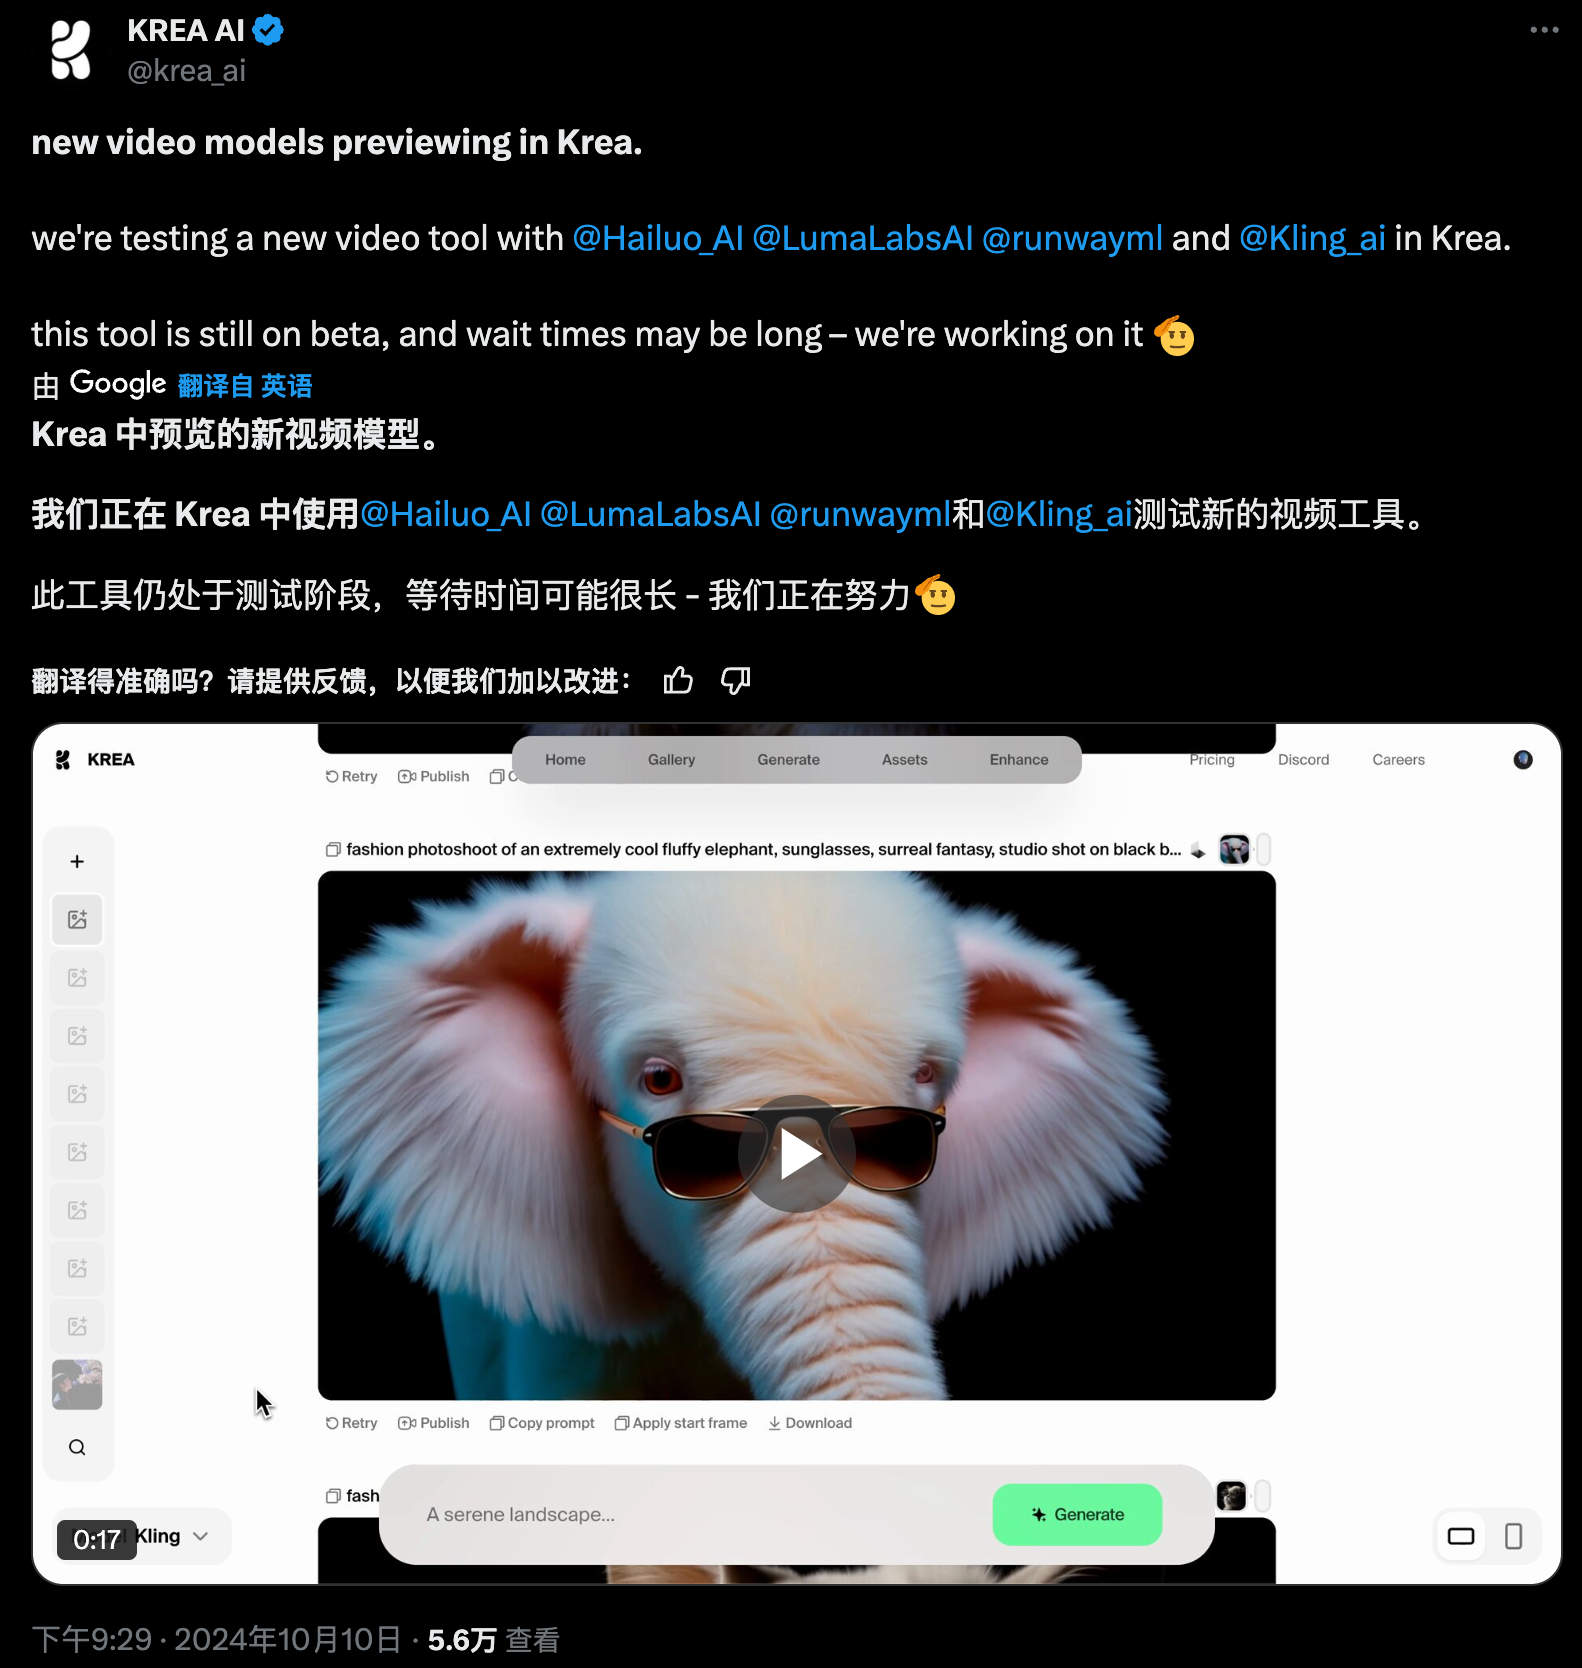 KREA AI
@krea_ai
new video models previewing in Krea.
we're testing a new video tool with @Hailuo_AI @LumaLabsAI @runwayml and @Kling_ai in Krea.
this tool is still on beta, and wait times may be long – we're working on it 🫡
由 Google 翻译自 英语
Krea 中预览的新视频模型。
我们正在 Krea 中使用@Hailuo_AI @LumaLabsAI @runwayml和@Kling_ai测试新的视频工具。
此工具仍处于测试阶段，等待时间可能很长 - 我们正在努力🫡
翻译得准确吗？请提供反馈，以便我们加以改进：
KREA
Home Gallery Generate Assets Enhance
Pricing Discord Careers
Retry Publish C
fashion photoshoot of an extremely cool fluffy elephant, sunglasses, surreal fantasy, studio shot on black b...
Retry Publish Copy prompt Apply start frame Download
fash
A serene landscape...
Generate
0:17
Kling
下午9:29 · 2024年10月10日 · 5.6万 查看